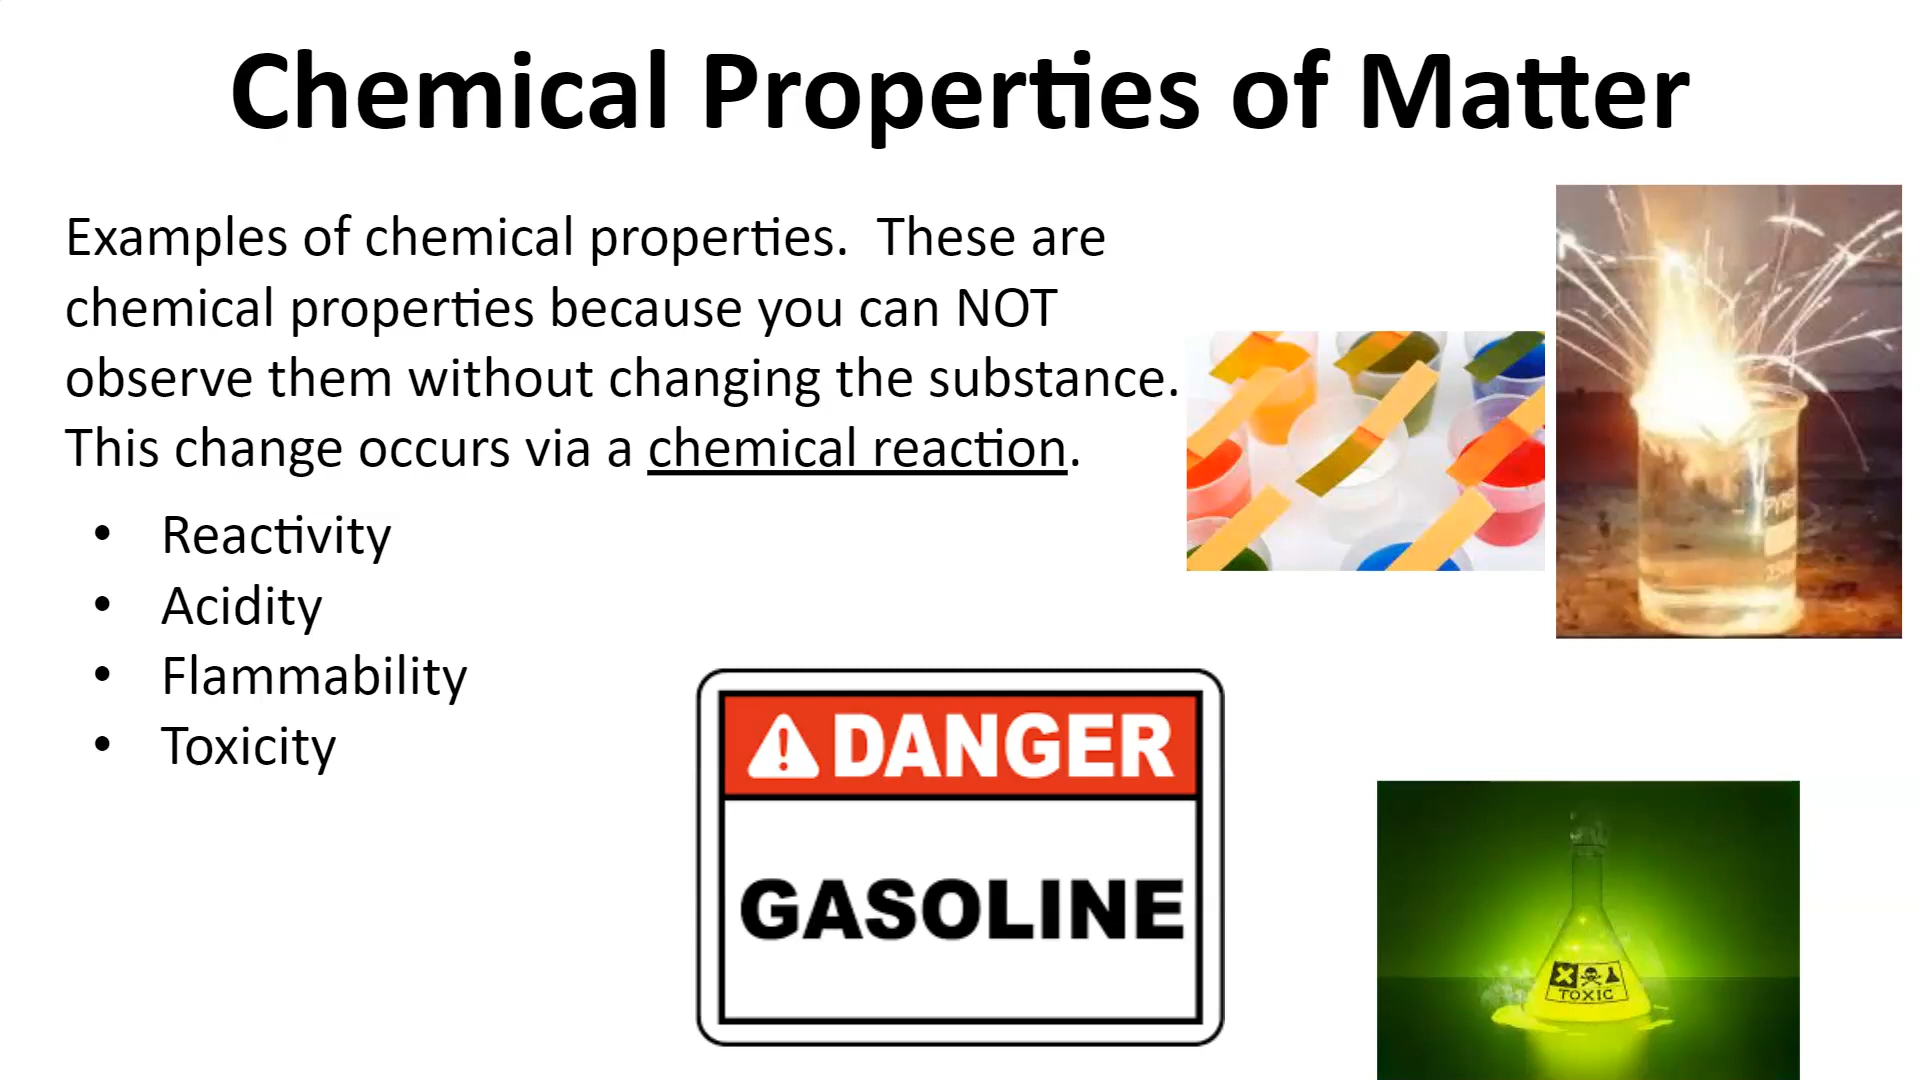 Chemical Properties of Matter
Examples of chemical properties.  These are
chemical properties because you can NOT
observe them without changing the substance.
This change occurs via a chemical reaction.
• Reactivity
• Acidity
• Flammability
• Toxicity
DANGER
GASOLINE
TOXIC